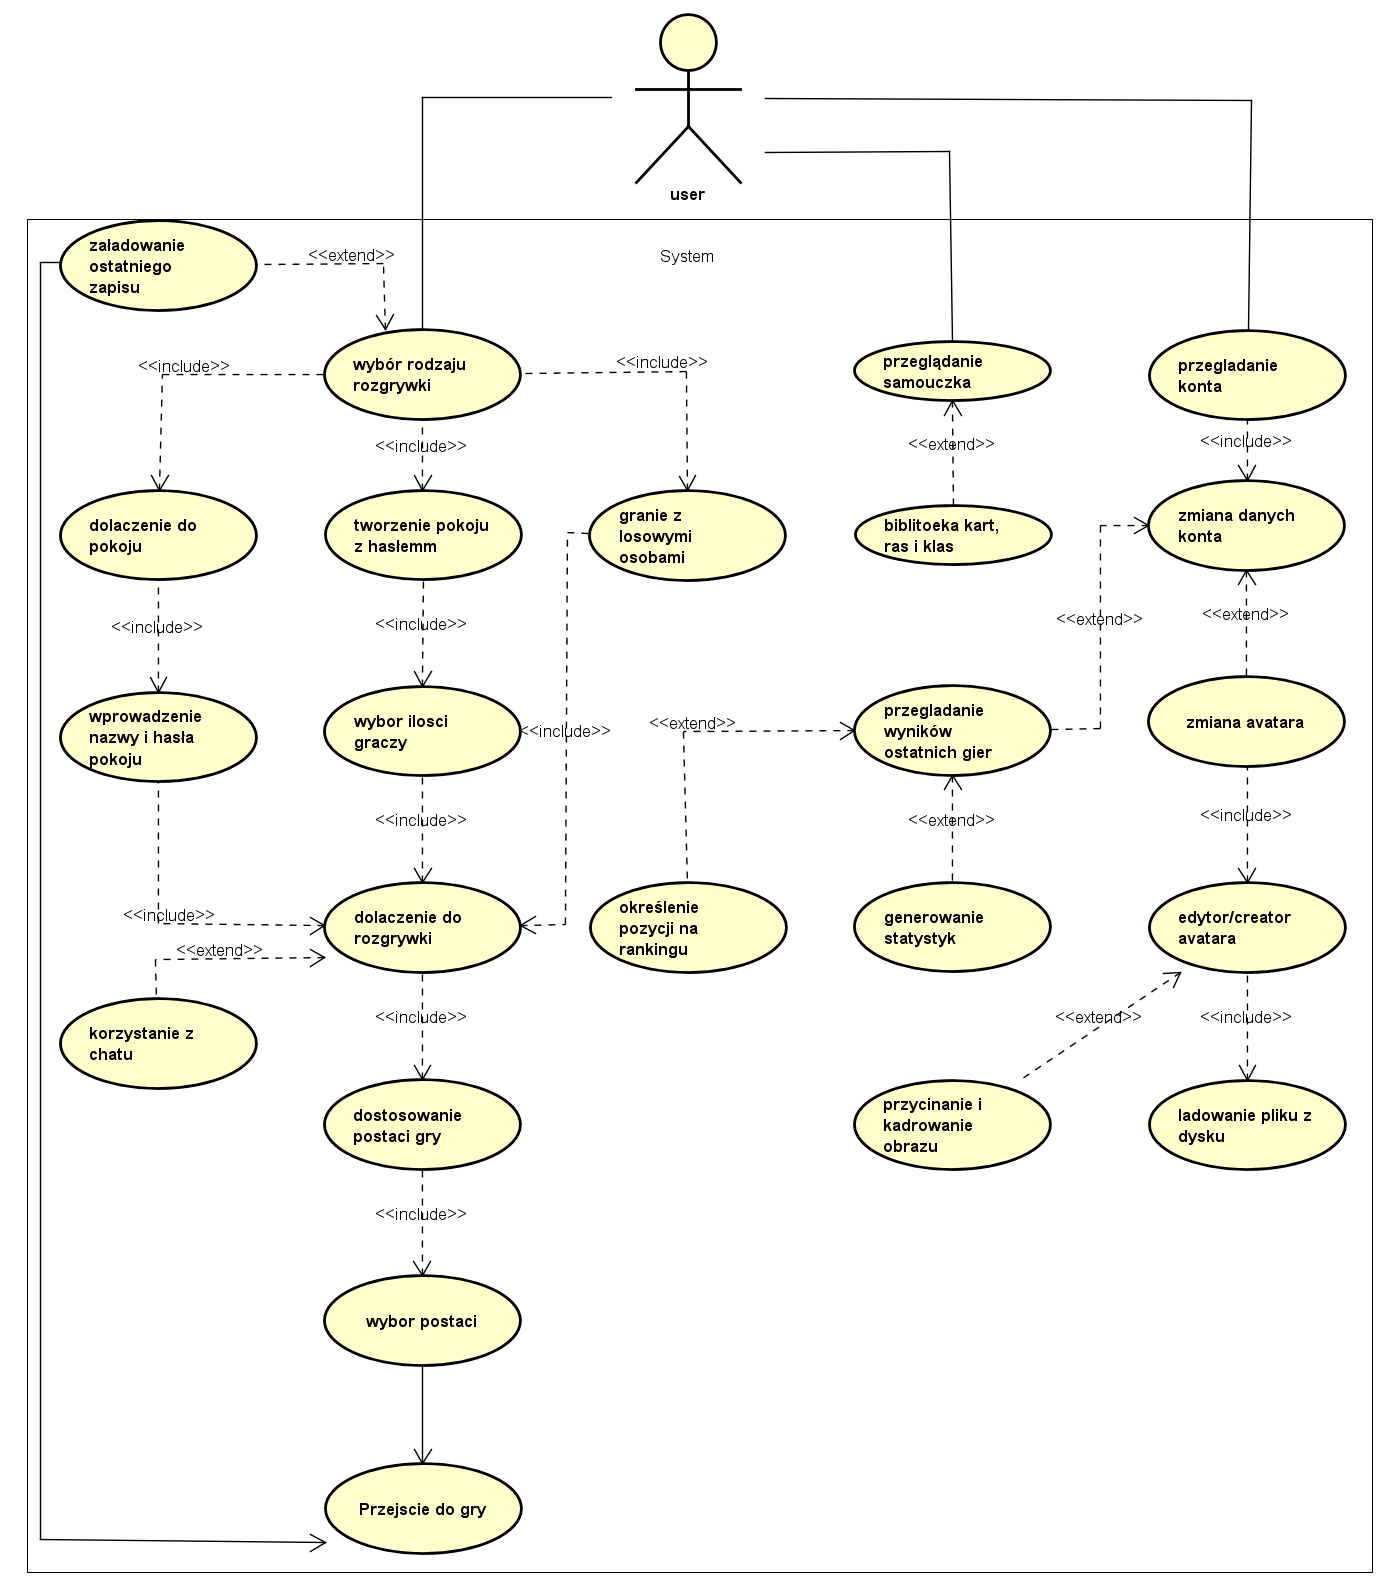 user
System
załadowanie
ostatniego
zapisu
<<extend>>
wybór rodzaju
rozgrywki
<<include>>
<<include>>
<<include>>
przeglądanie
samouczka
przegladanie
konta
<<extend>>
<<include>>
dolaczenie do
pokoju
tworzenie pokoju
z hasłemm
granie z
losowymi
osobami
biblitoeka kart,
ras i klas
zmiana danych
konta
<<include>>
<<include>>
<<extend>>
<<extend>>
wprowadzenie
nazwy i hasła
pokoju
wybor ilosci
graczy
<<include>>
<<extend>>
przegladanie
wyników
ostatnich gier
zmiana avatara
<<include>>
<<extend>>
<<include>>
<<include>>
<<extend>>
dolaczenie do
rozgrywki
określenie
pozycji na
rankingu
generowanie
statystyk
edytor/creator
avatara
korzystanie z
chatu
<<include>>
<<extend>>
<<include>>
dostosowanie
postaci gry
przycinanie i
kadrowanie
obrazu
ladowanie pliku z
dysku
<<include>>
wybor postaci
Przejscie do gry